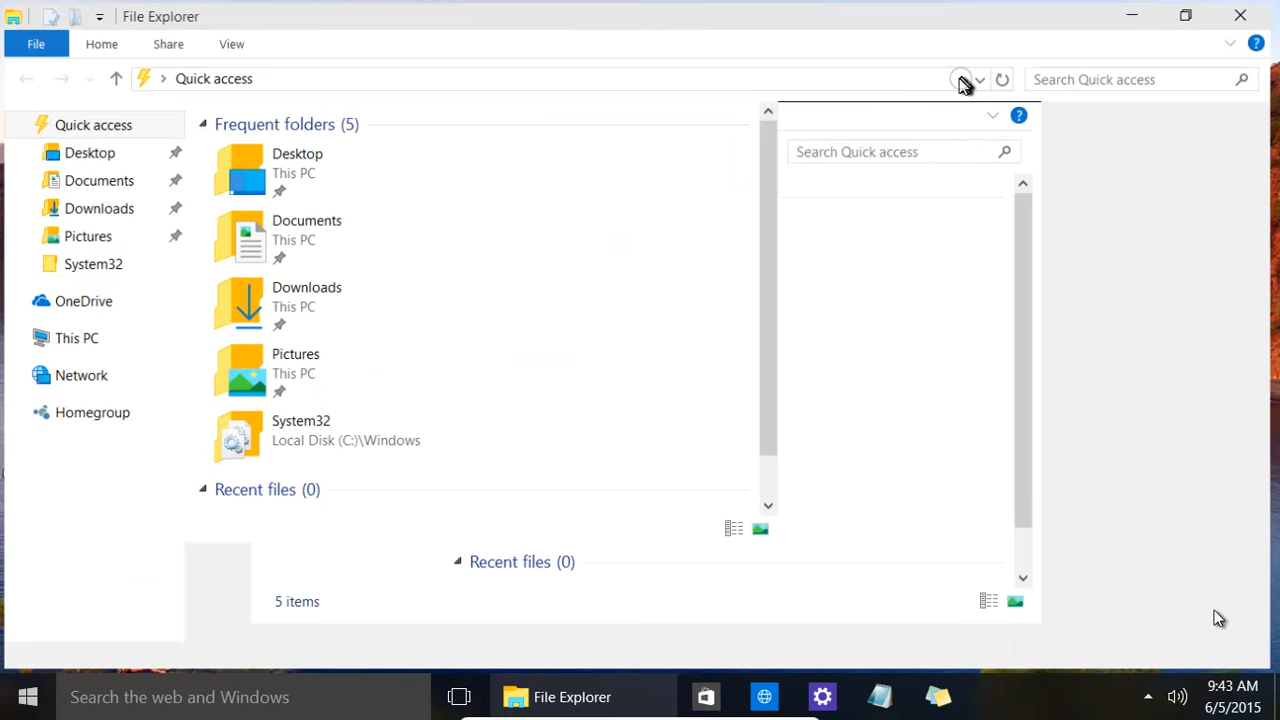 File Explorer
File Home Share View
Quick access Search Quick access
Quick access
Desktop
Documents
Downloads
Pictures
System32
OneDrive
This PC
Network
Homegroup
Frequent folders (5)
Desktop
This PC
Documents
This PC
Downloads
This PC
Pictures
This PC
System32
Local Disk (C:)\Windows
Recent files (0)
Search Quick access
Recent files (0)
5 items
Search the web and Windows
File Explorer
9:43 AM
6/5/2015